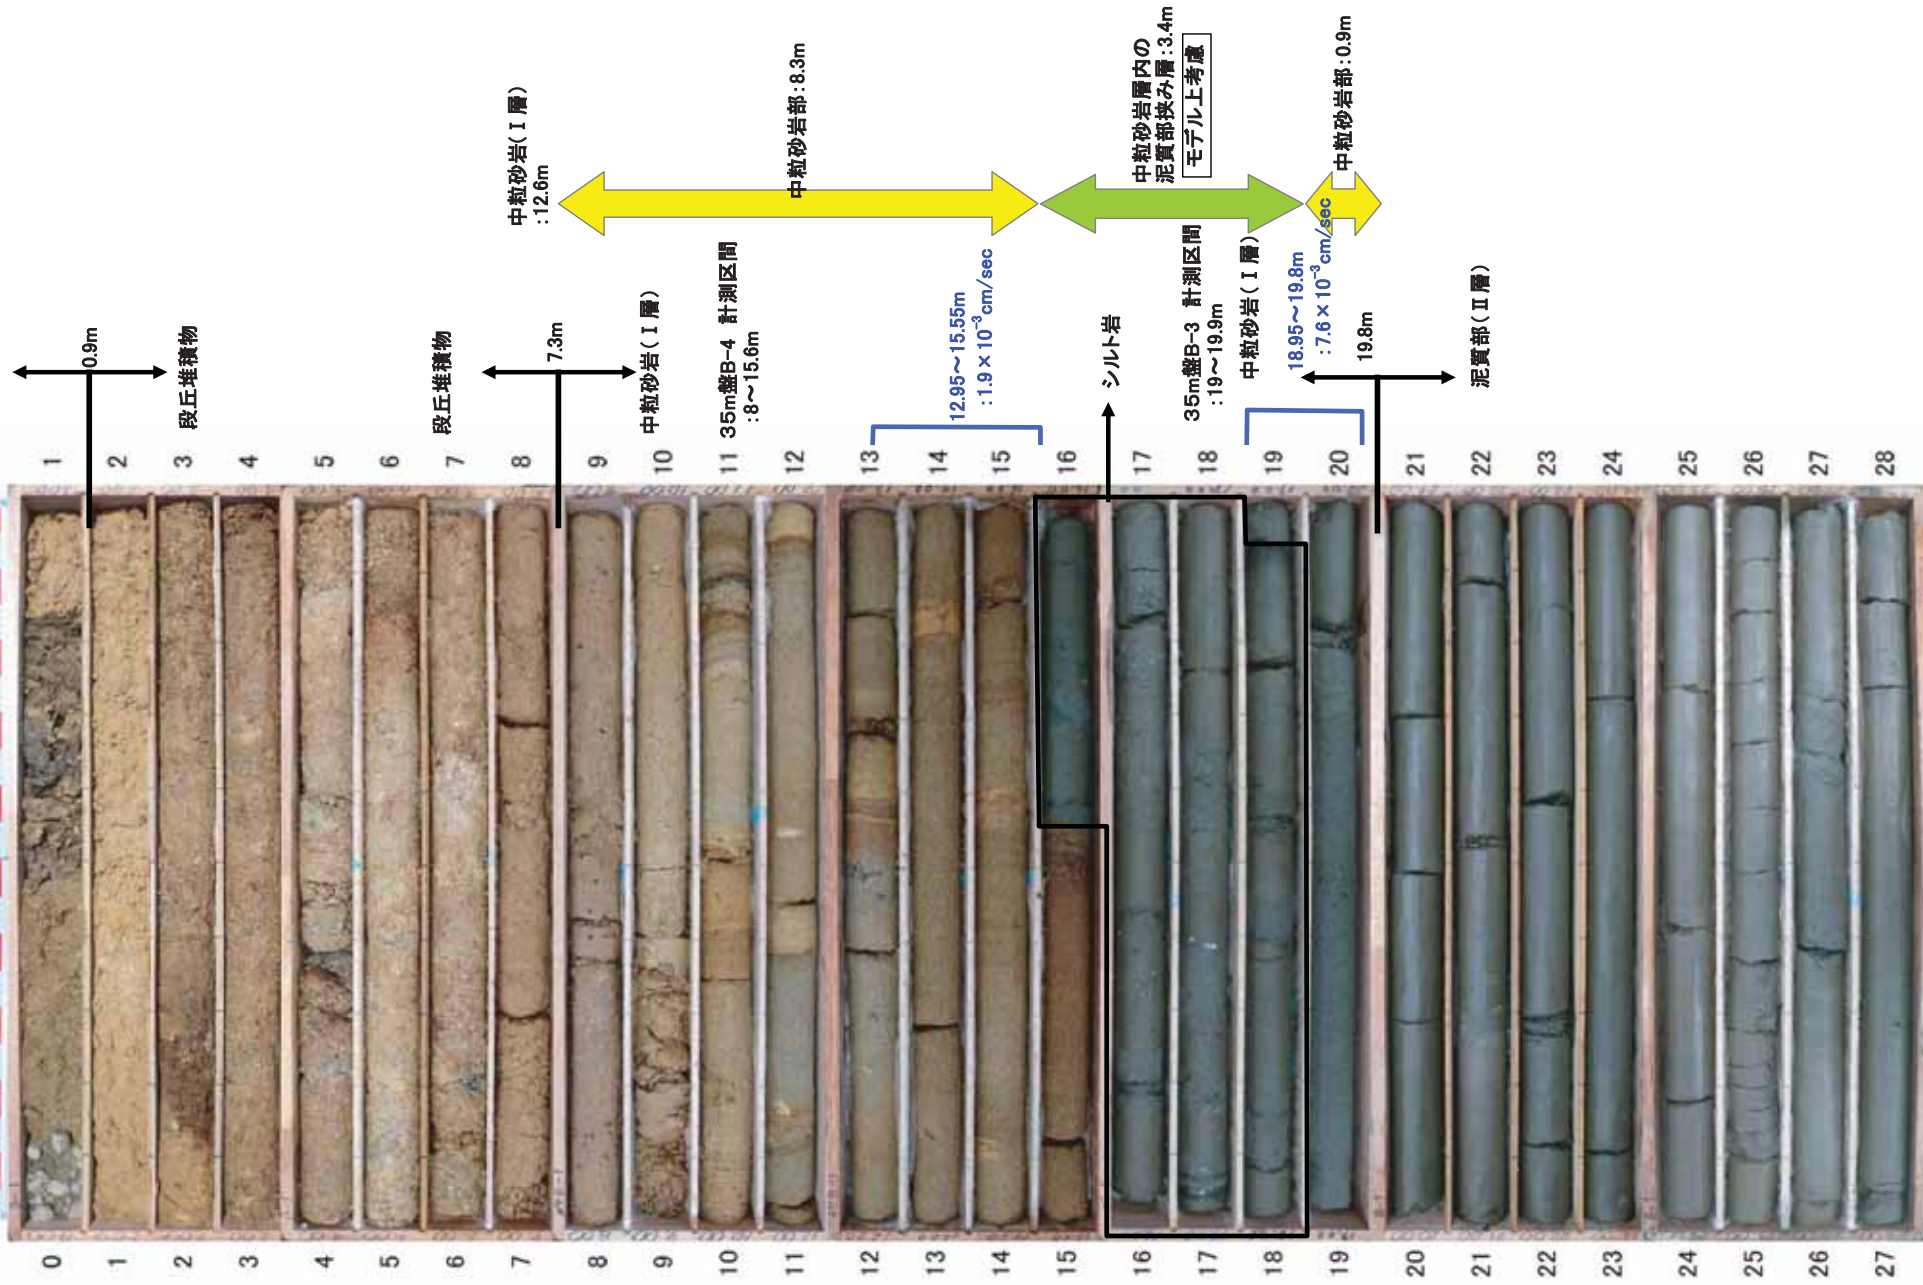 1 2 3 4 5 6 7 8 9 10 11 12 13 14 15 16 17 18 19 20 21 22 23 24 25 26 27 28
0 1 2 3 4 5 6 7 8 9 10 11 12 13 14 15 16 17 18 19 20 21 22 23 24 25 26 27
0.9m
段丘堆積物
段丘堆積物
7.3m
中粒砂岩(Ⅰ層)
中粒砂岩(Ⅰ層)
:12.6m
35m盤B-4 計測区間
:8~15.6m
中粒砂岩部:8.3m
12.95~15.55m
:1.9×10⁻³cm/sec
シルト岩
中粒砂岩層内の
泥質部挟み層:3.4m
モデル上考慮
35m盤B-3 計測区間
:19~19.9m
中粒砂岩(Ⅰ層)
18.95~19.8m
:7.6×10⁻³cm/sec
中粒砂岩部:0.9m
19.8m
泥質部(Ⅱ層)